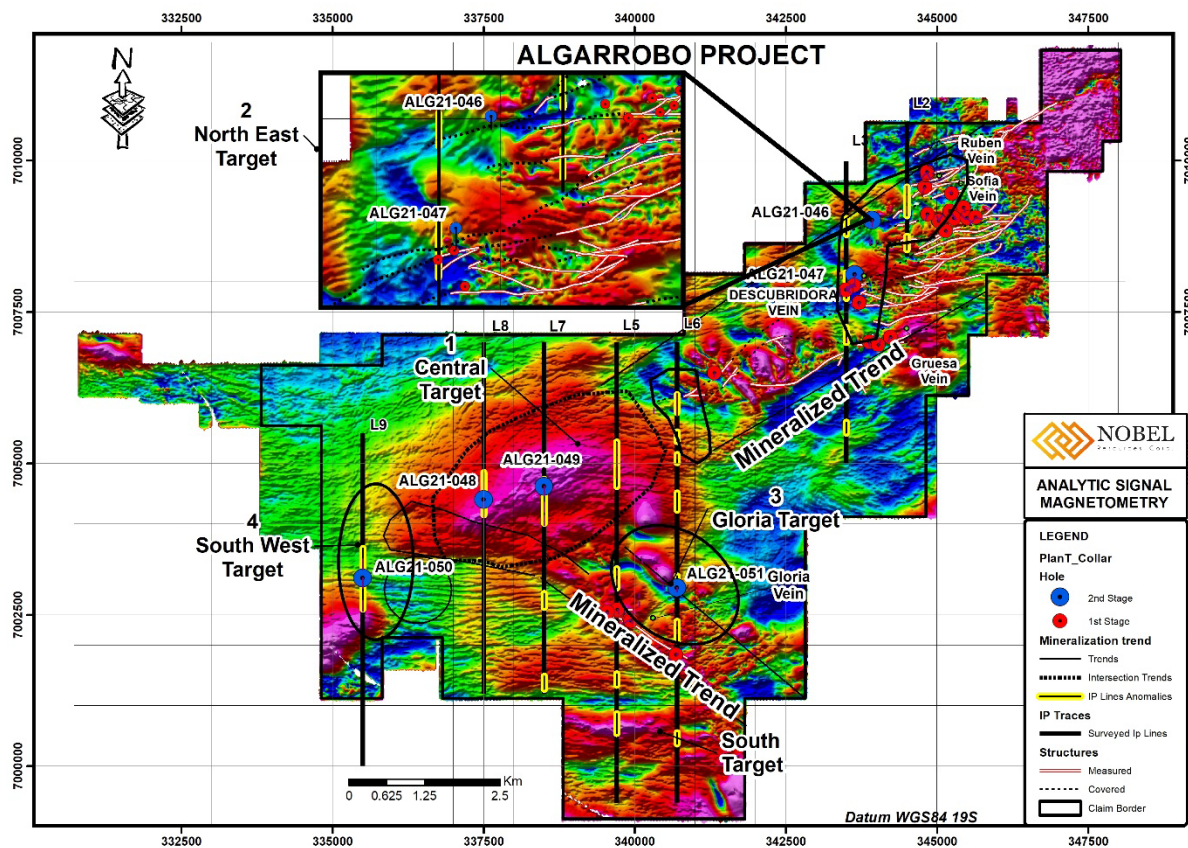 332500 335000 337500 340000 342500 345000 347500
ALGARROBO PROJECT
N
2
North East
Target
ALG21-046
ALG21-047
L2
L3
Ruben
Vein
Sofia
Vein
ALG21-046
ALG21-047
DESCUBRIDORA
VEIN
Gruesa
Vein
Mineralized Trend
7010000
7007500
7005000
7002500
7000000
7010000
7007500
L8
L7
L5
L6
L9
1
Central
Target
ALG21-049
ALG21-048
3
Gloria Target
4
South West
Target
ALG21-050
ALG21-051
Gloria
Vein
Mineralized Trend
South
Target
Km
0 0.625 1.25 2.5
Datum WGS84 19S
NOBEL
Resources Corp.
ANALYTIC SIGNAL
MAGNETOMETRY
LEGEND
PlanT_Collar
Hole
2nd Stage
1st Stage
Mineralization trend
Trends
Intersection Trends
IP Lines Anomalies
IP Traces
Surveyed Ip Lines
Structures
Measured
Covered
Claim Border
332500 335000 337500 340000 342500 345000 347500